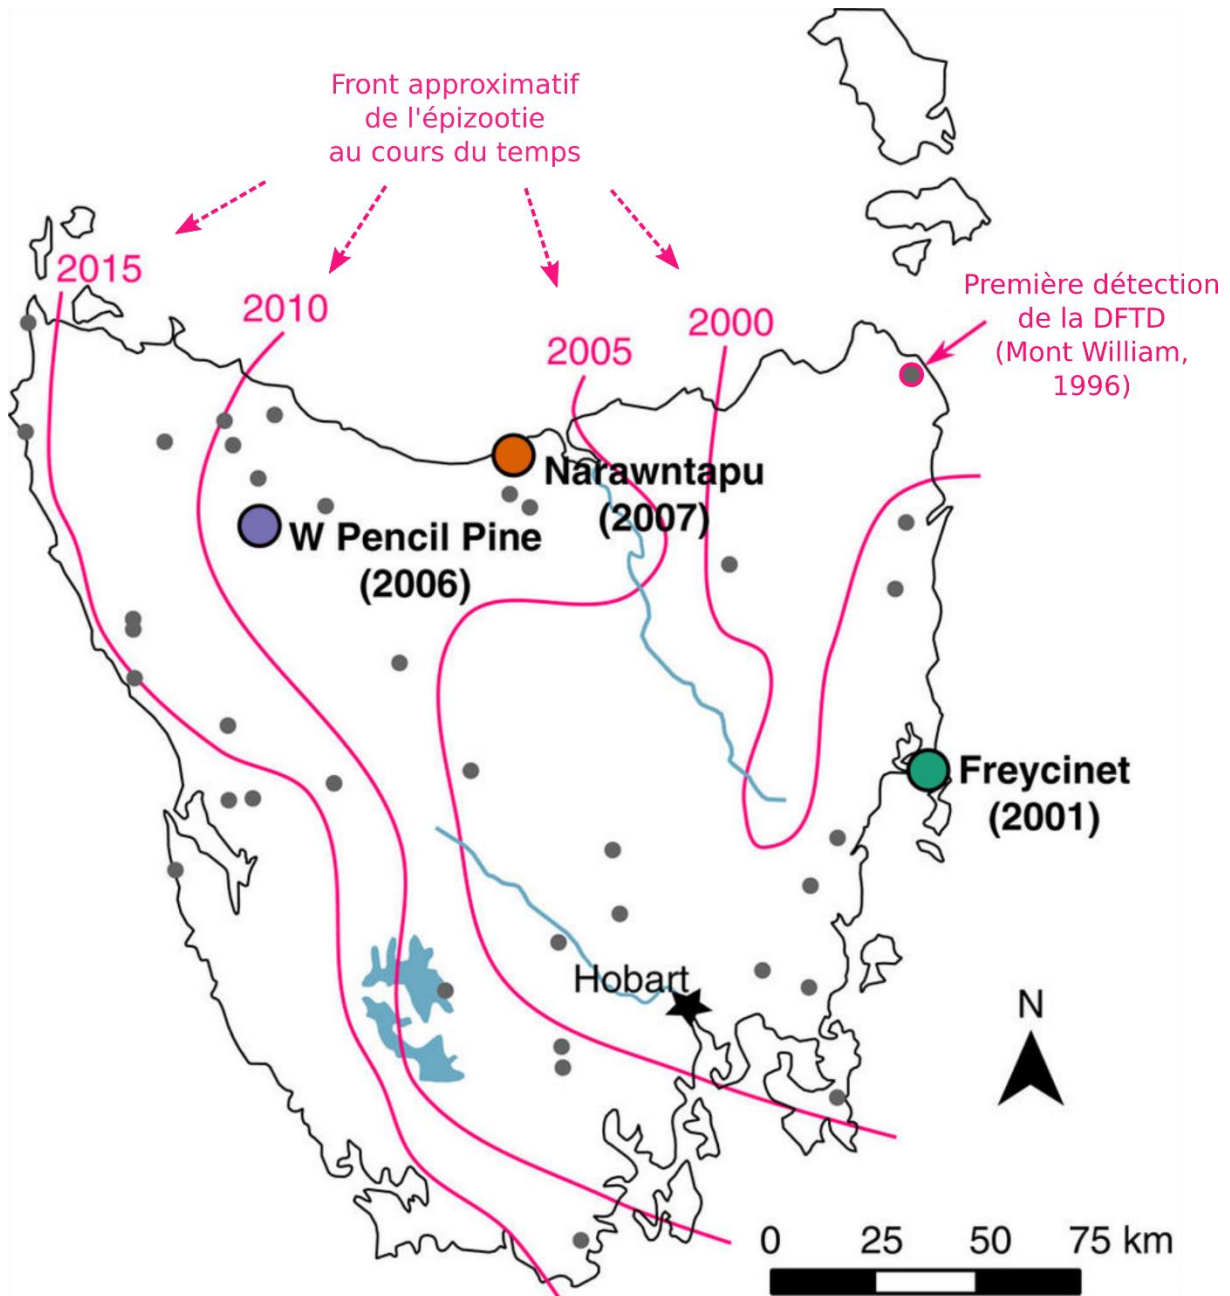 Front approximatif
de l'épizootie
au cours du temps
2015
2010
2005
2000
Première détection
de la DFTD
(Mont William,
1996)
Narawntapu
(2007)
W Pencil Pine
(2006)
Freycinet
(2001)
Hobart
N
0 25 50 75 km